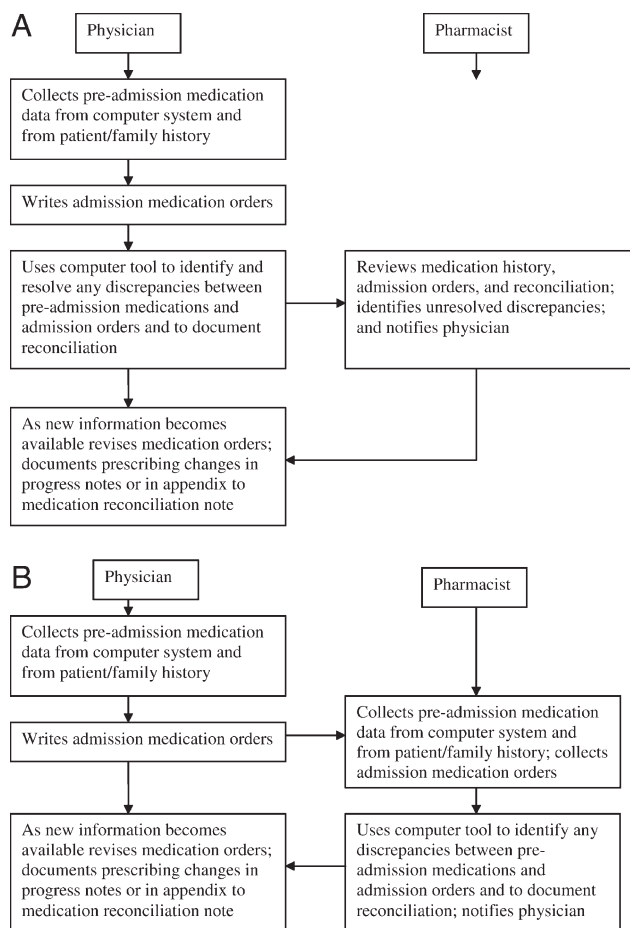 A
Physician
Pharmacist
Collects pre-admission medication
data from computer system and
from patient/family history
Writes admission medication orders
Uses computer tool to identify and
resolve any discrepancies between
pre-admission medications and
admission orders and to document
reconciliation
Reviews medication history,
admission orders, and reconciliation;
identifies unresolved discrepancies;
and notifies physician
As new information becomes
available revises medication orders;
documents prescribing changes in
progress notes or in appendix to
medication reconciliation note
B
Physician
Pharmacist
Collects pre-admission medication
data from computer system and
from patient/family history
Writes admission medication orders
Collects pre-admission medication
data from computer system and
from patient/family history; collects
admission medication orders
As new information becomes
available revises medication orders;
documents prescribing changes in
progress notes or in appendix to
medication reconciliation note
Uses computer tool to identify any
discrepancies between pre-
admission medications and
admission orders and to document
reconciliation; notifies physician